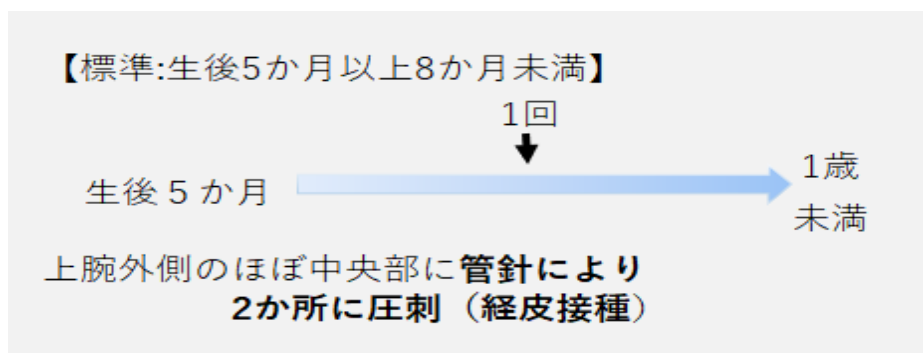 【標準:生後5か月以上8か月未満】
1回
生後５か月
1歳
未満
上腕外側のほぼ中央部に管針により
2か所に圧刺（経皮接種）